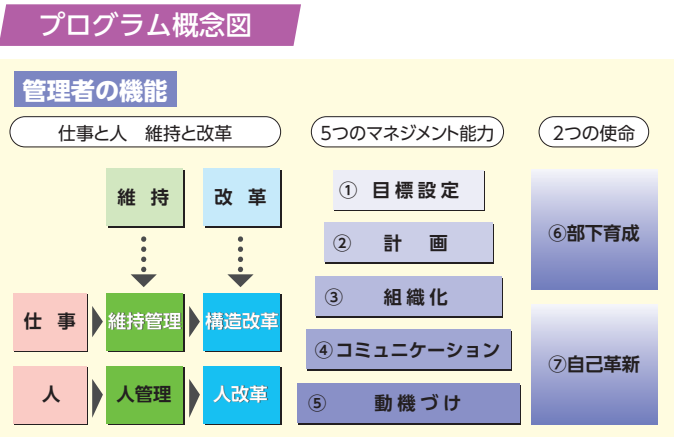 プログラム概念図
管理者の機能
仕事と人 維持と改革
5つのマネジメント能力
2つの使命
維持
改革
仕事
維持管理
構造改革
人
人管理
人改革
① 目標設定
② 計画
③ 組織化
④コミュニケーション
⑤ 動機づけ
⑥部下育成
⑦自己革新